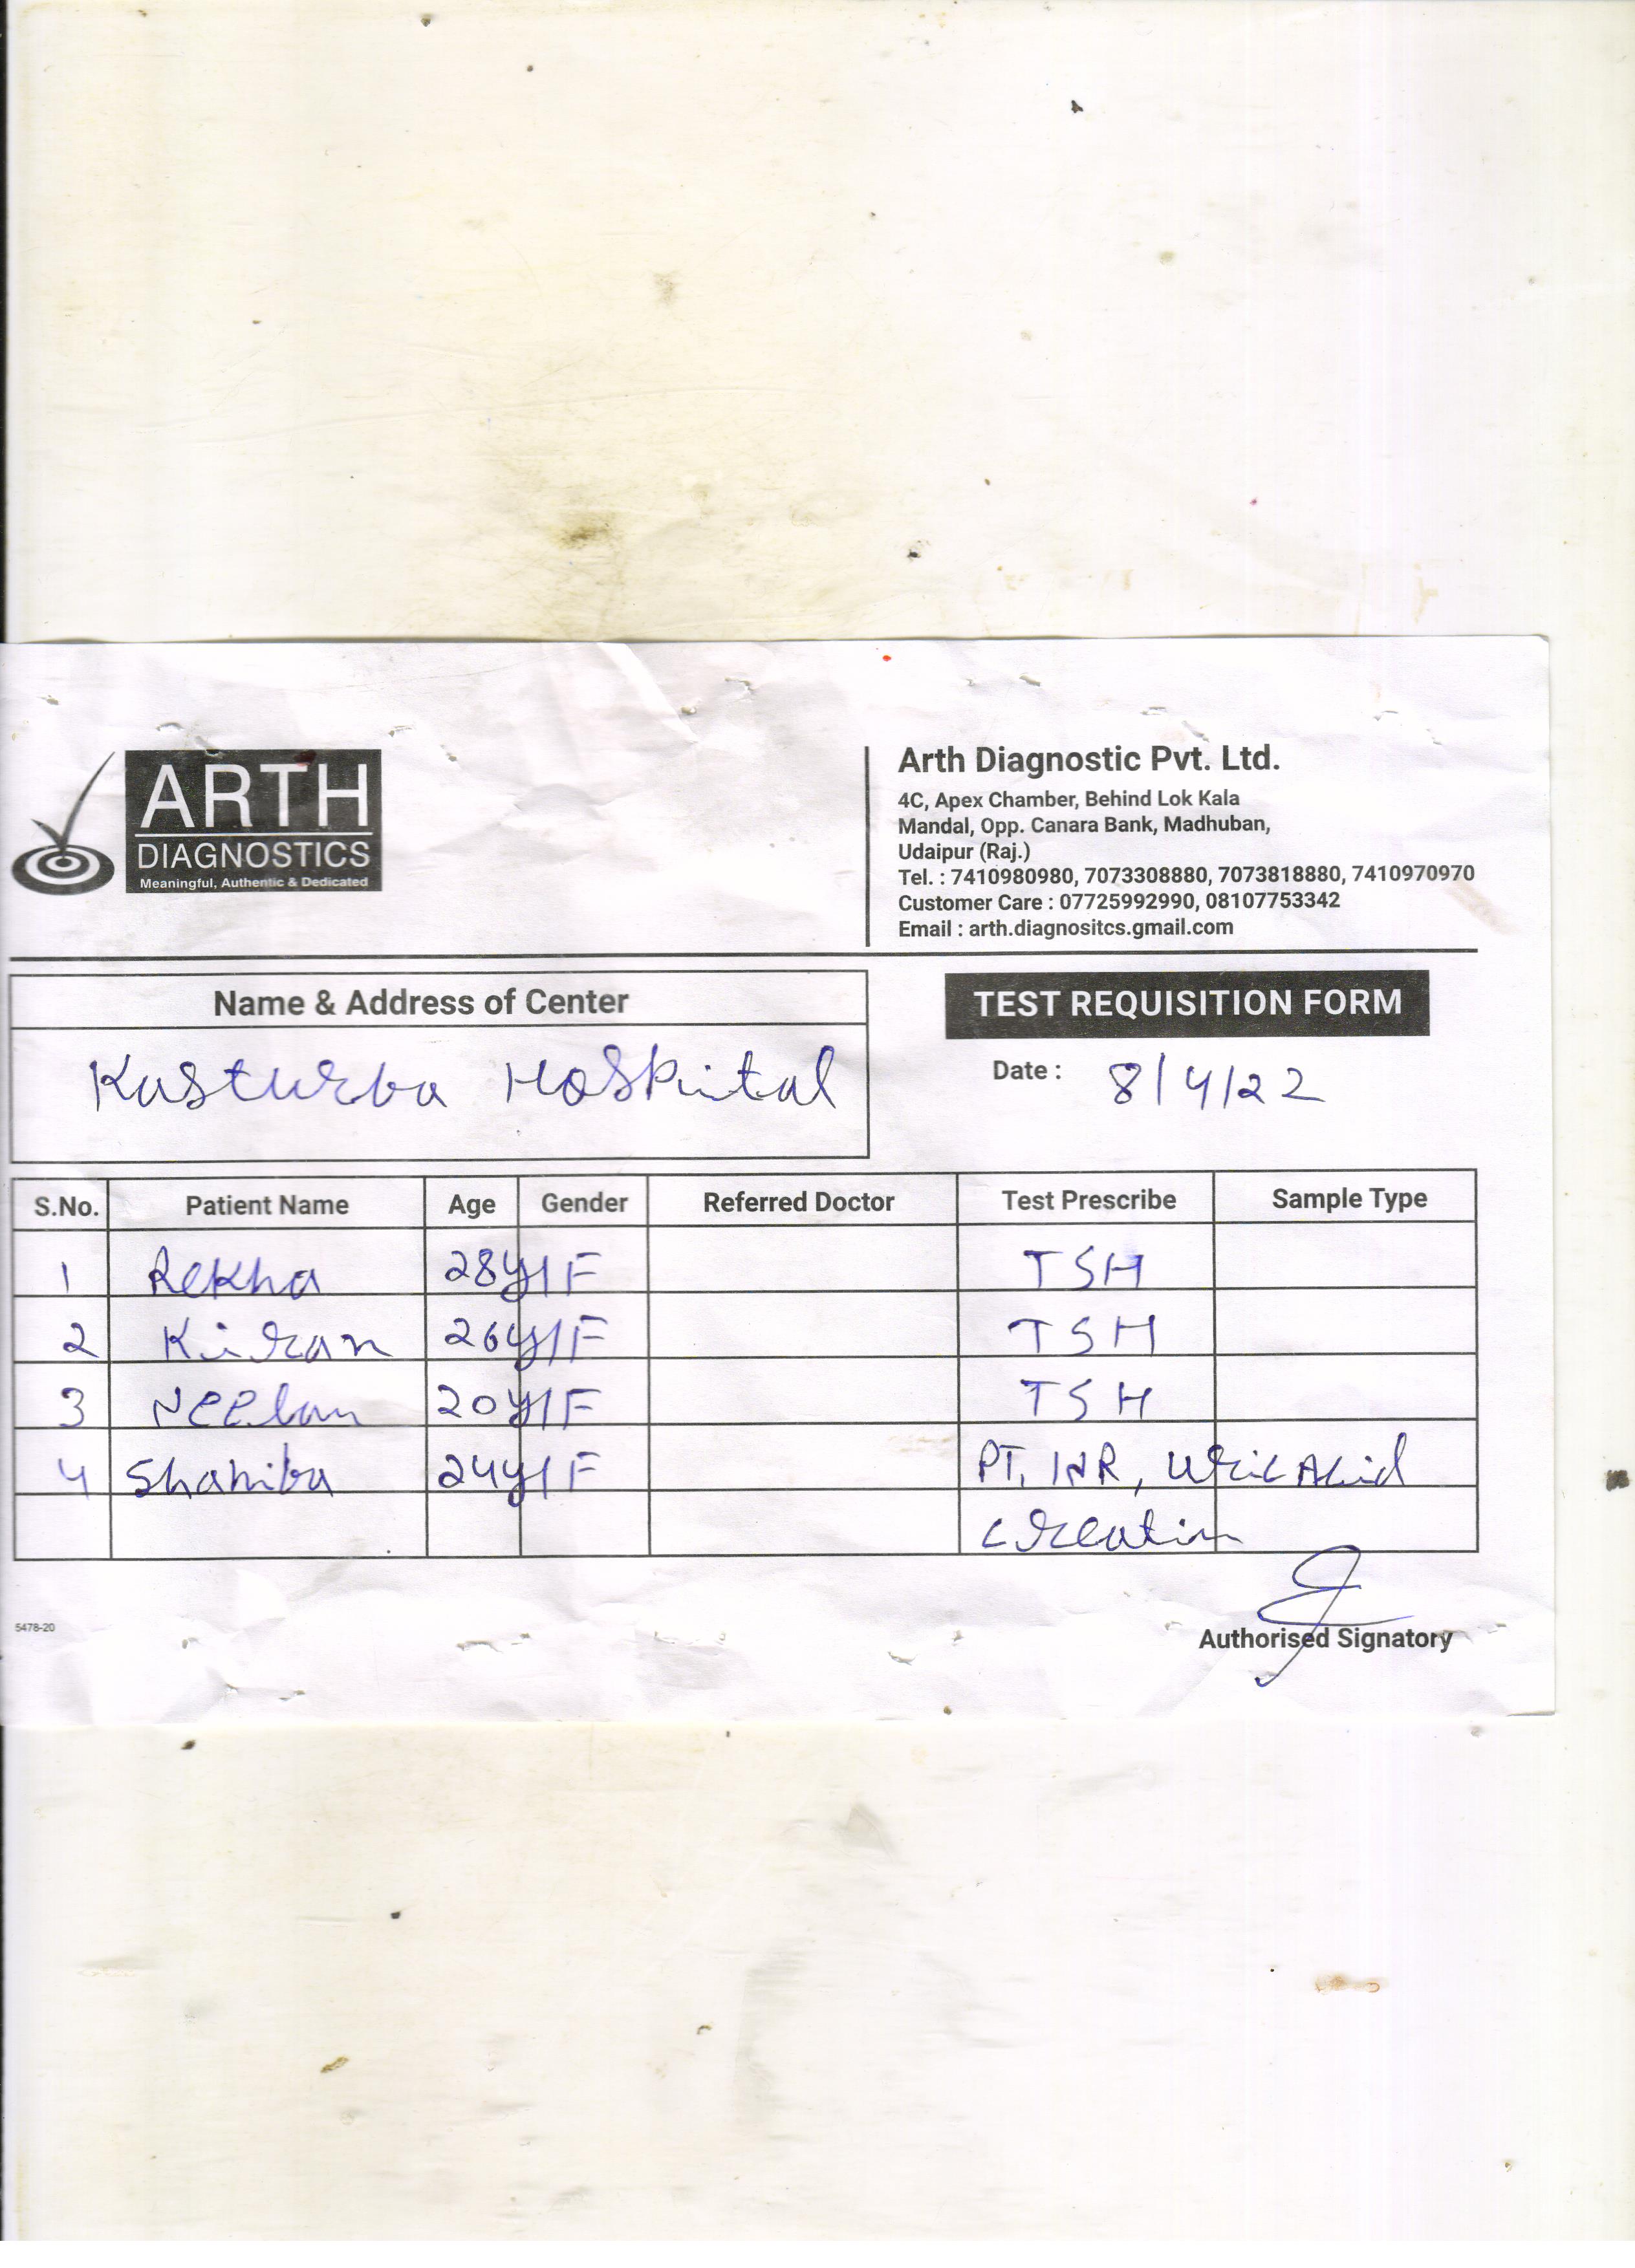 ARTH
DIAGNOSTICS
Meaningful, Authentic & Dedicated
Arth Diagnostic Pvt. Ltd.
4C, Apex Chamber, Behind Lok Kala
Mandal, Opp. Canara Bank, Madhuban,
Udaipur (Raj.)
Tel. : 7410980980, 7073308880, 7073818880, 7410970970
Customer Care : 07725992990, 08107753342
Email : arth.diagnositcs.gmail.com
Name & Address of Center
Kasturba Hospital
TEST REQUISITION FORM
Date : 8/4/22
S.No. Patient Name Age Gender Referred Doctor Test Prescribe Sample Type
1 Rekha 28y/F TSH
2 Kiran 26y/F TSH
3 Neelam 20y/F TSH
4 Shahiba 24y/F PT, INR, Uric Acid
Creatin
5478-20
Authorised Signatory